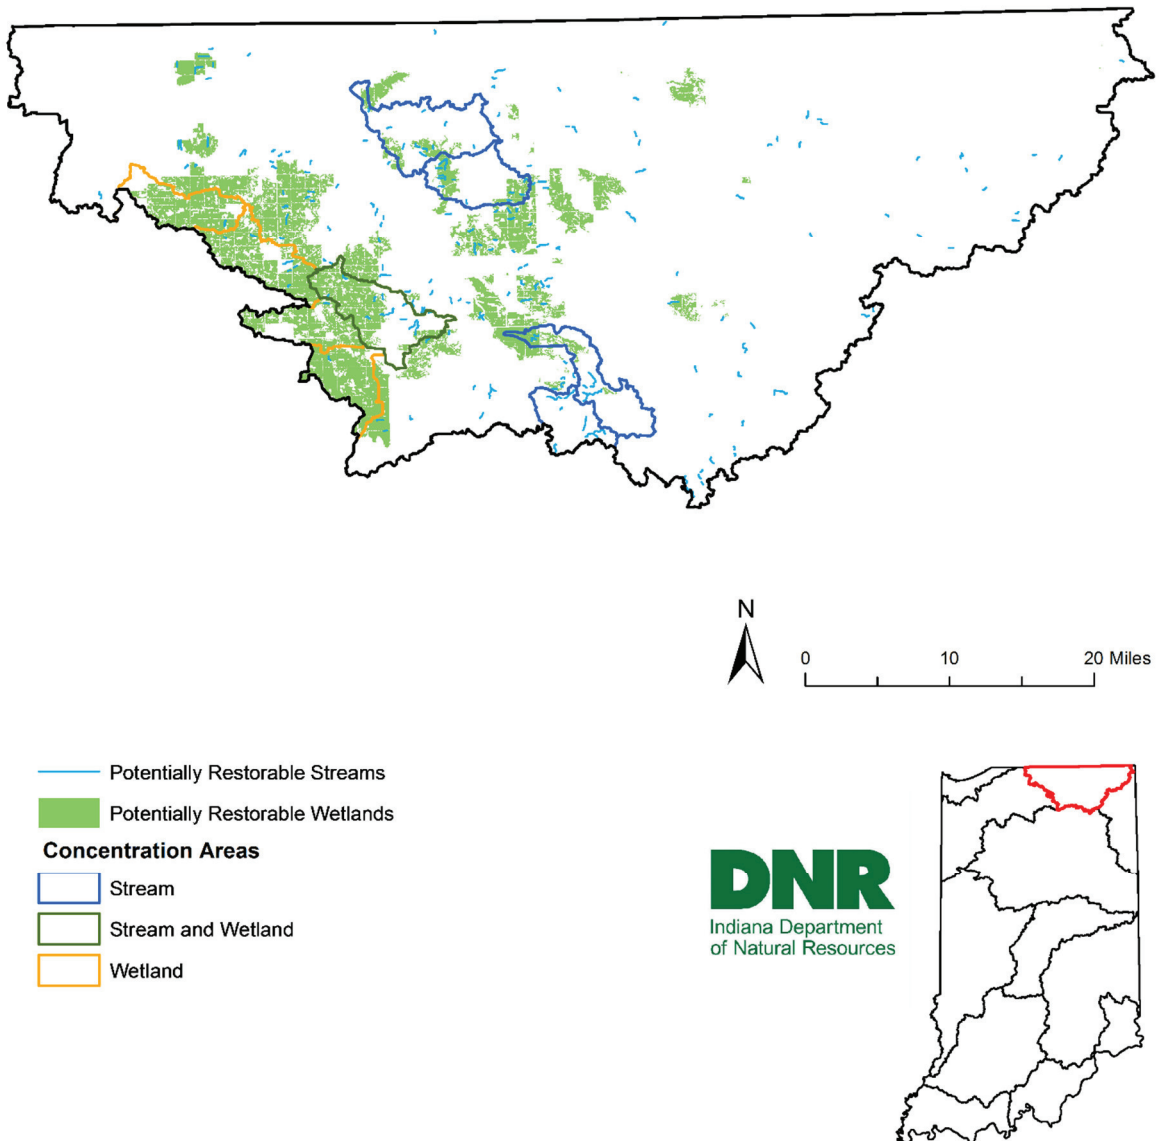 N
0 10 20 Miles
Potentially Restorable Streams
Potentially Restorable Wetlands
Concentration Areas
Stream
Stream and Wetland
Wetland
DNR
Indiana Department
of Natural Resources